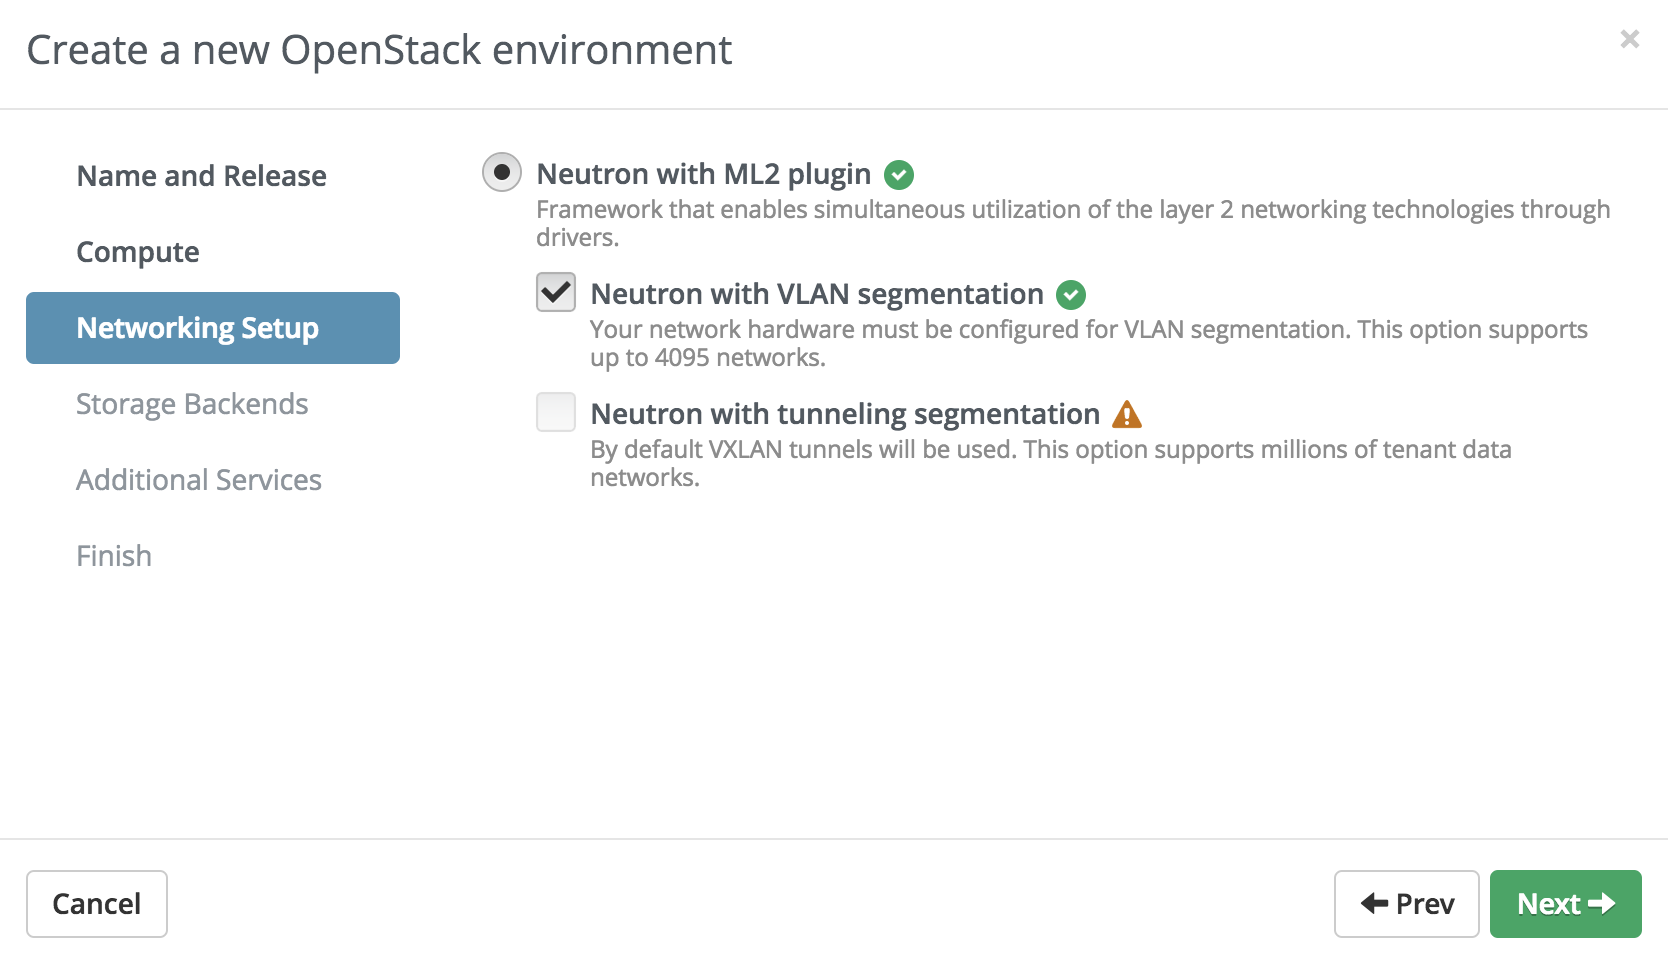 Create a new OpenStack environment
Name and Release
Compute
Networking Setup
Storage Backends
Additional Services
Finish
Neutron with ML2 plugin
Framework that enables simultaneous utilization of the layer 2 networking technologies through
drivers.
Neutron with VLAN segmentation
Your network hardware must be configured for VLAN segmentation. This option supports
up to 4095 networks.
Neutron with tunneling segmentation
By default VXLAN tunnels will be used. This option supports millions of tenant data
networks.
Cancel
Prev
Next